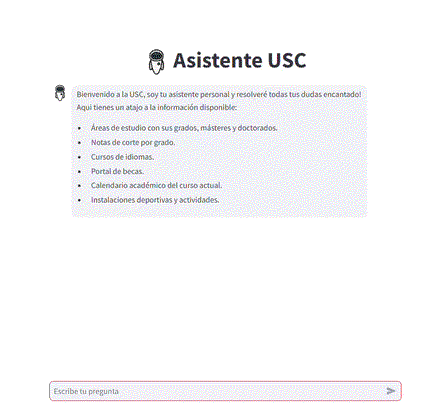 Asistente USC
Bienvenido a la USC, soy tu asistente personal y resolveré todas tus dudas encantado!
Aquí tienes un atajo a la información disponible:
• Áreas de estudio con sus grados, másteres y doctorados.
• Notas de corte por grado.
• Cursos de idiomas.
• Portal de becas.
• Calendario académico del curso actual.
• Instalaciones deportivas y actividades.
Escribe tu pregunta